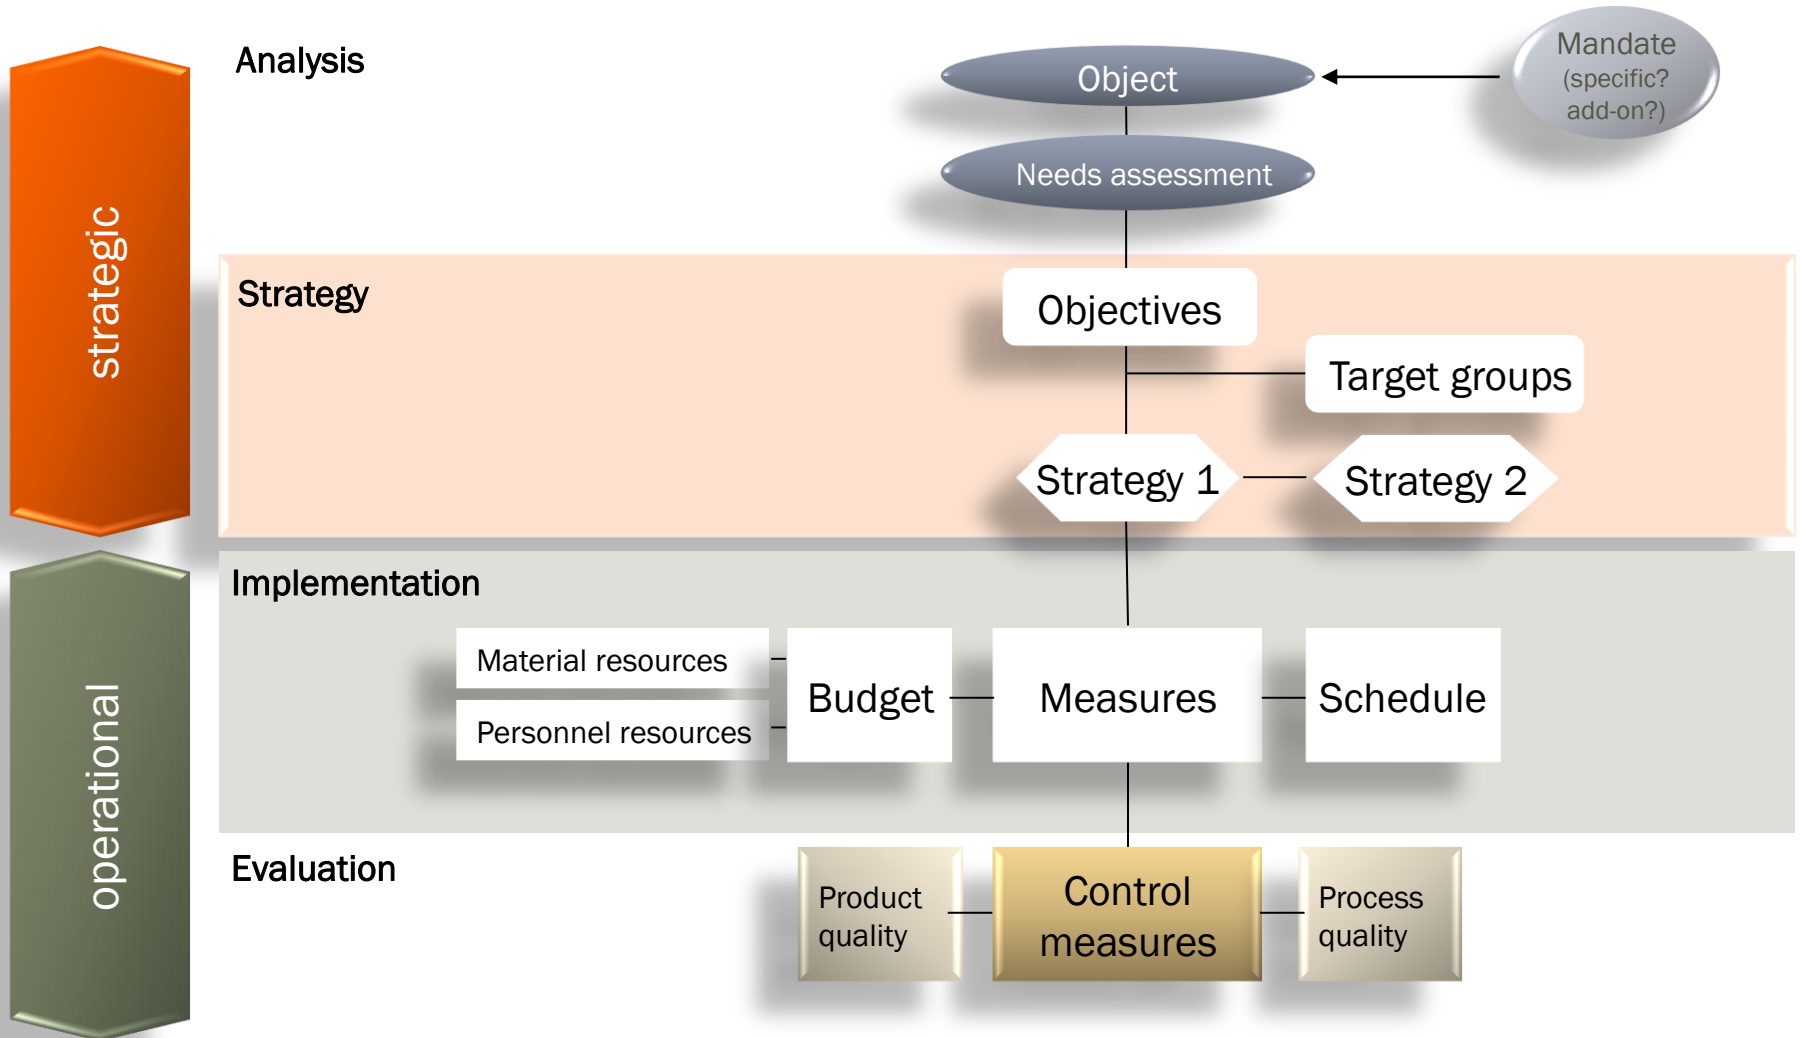 Analysis
Object
Mandate
(specific?
add-on?)
Needs assessment
strategic
Strategy
Objectives
Target groups
Strategy 1
Strategy 2
Implementation
Material resources
Personnel resources
Budget
Measures
Schedule
operational
Evaluation
Product
quality
Control
measures
Process
quality